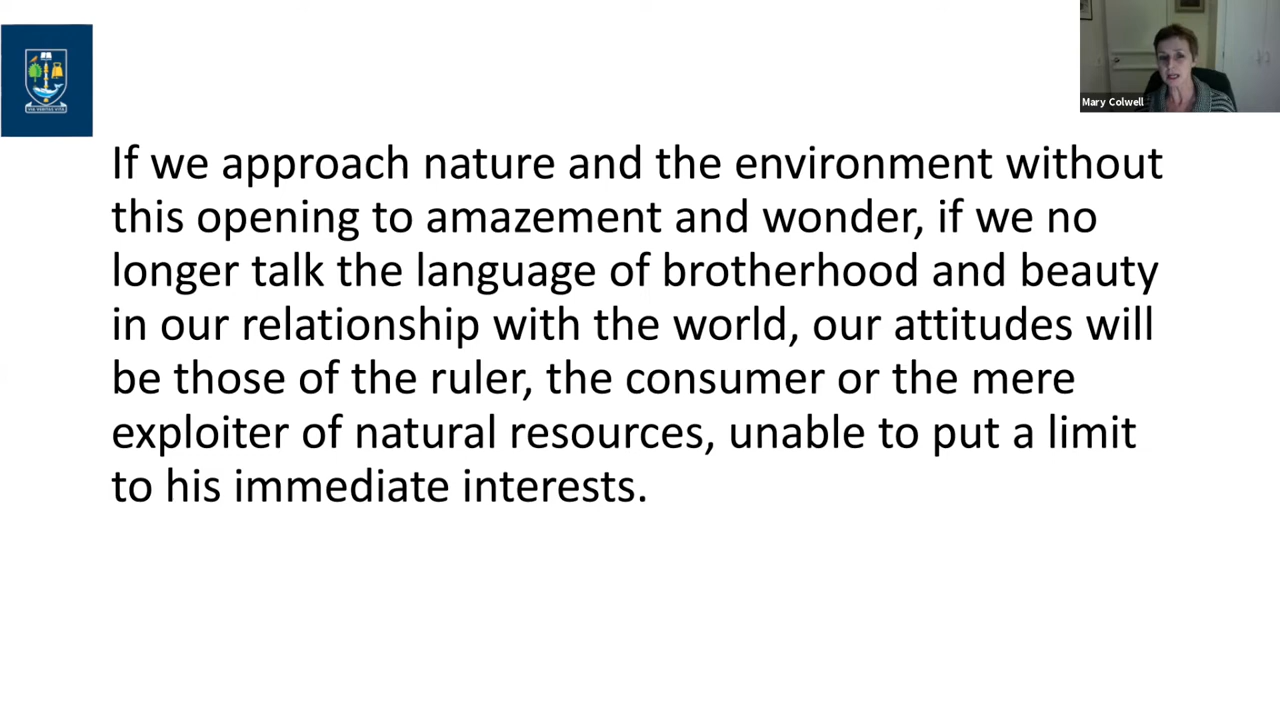 Mary Colwell
If we approach nature and the environment without
this opening to amazement and wonder, if we no
longer talk the language of brotherhood and beauty
in our relationship with the world, our attitudes will
be those of the ruler, the consumer or the mere
exploiter of natural resources, unable to put a limit
to his immediate interests.